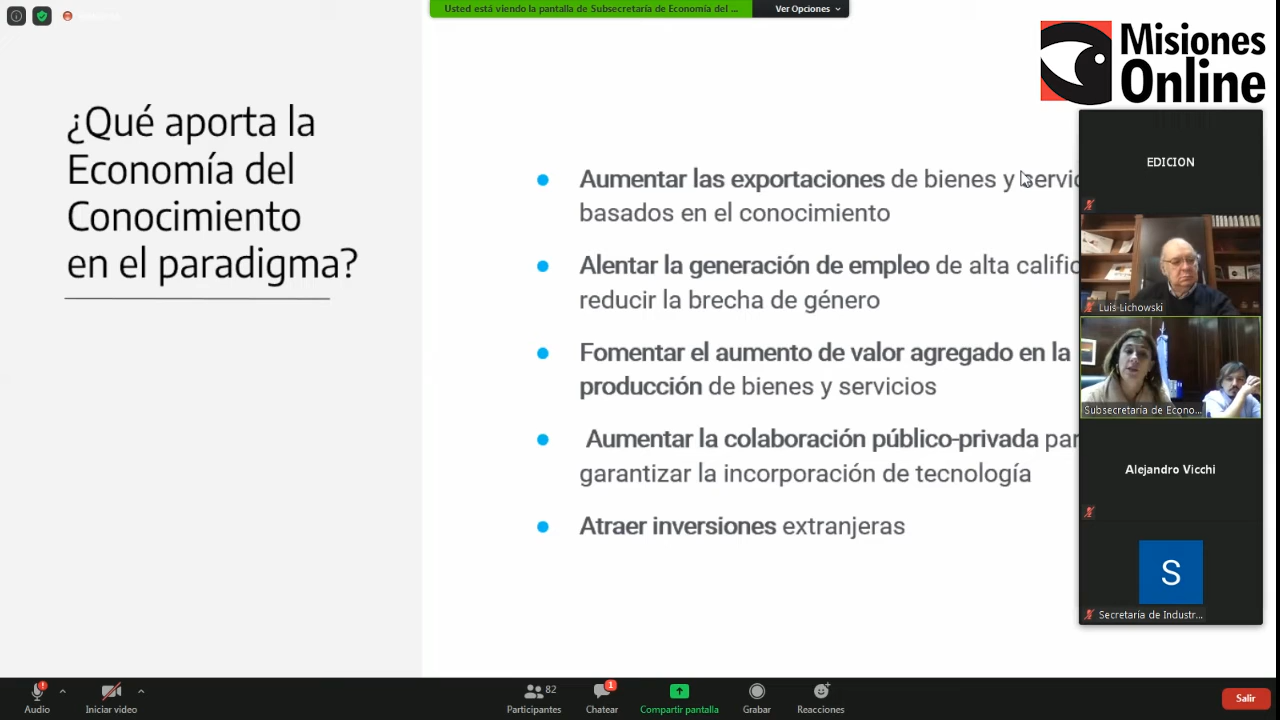 Usted está viendo la pantalla de Subsecretaría de Economía del ...
Ver Opciones
Misiones
Online
¿Qué aporta la
Economía del
Conocimiento
en el paradigma?
Aumentar las exportaciones de bienes y servic
basados en el conocimiento
Alentar la generación de empleo de alta calific
reducir la brecha de género
Fomentar el aumento de valor agregado en la
producción de bienes y servicios
Aumentar la colaboración público-privada par
garantizar la incorporación de tecnología
Atraer inversiones extranjeras
EDICION
Luis Lichowski
Subsecretaría de Econo...
Alejandro Vicchi
S
Secretaría de Industr...
Audio
Iniciar video
82
Participantes
1
Chatear
Compartir pantalla
Grabar
Reacciones
Salir